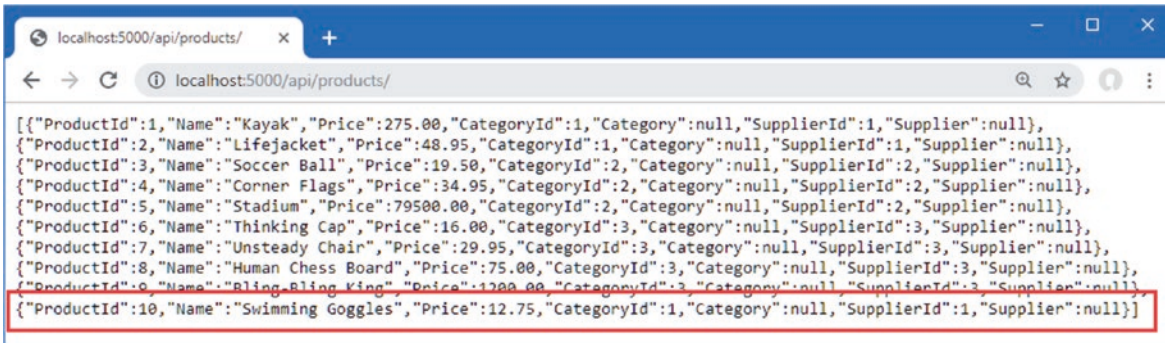 localhost:5000/api/products/
localhost:5000/api/products/
[{"ProductId":1,"Name":"Kayak","Price":275.00,"CategoryId":1,"Category":null,"SupplierId":1,"Supplier":null},
{"ProductId":2,"Name":"Lifejacket","Price":48.95,"CategoryId":1,"Category":null,"SupplierId":1,"Supplier":null},
{"ProductId":3,"Name":"Soccer Ball","Price":19.50,"CategoryId":2,"Category":null,"SupplierId":2,"Supplier":null},
{"ProductId":4,"Name":"Corner Flags","Price":34.95,"CategoryId":2,"Category":null,"SupplierId":2,"Supplier":null},
{"ProductId":5,"Name":"Stadium","Price":79500.00,"CategoryId":2,"Category":null,"SupplierId":2,"Supplier":null},
{"ProductId":6,"Name":"Thinking Cap","Price":16.00,"CategoryId":3,"Category":null,"SupplierId":3,"Supplier":null},
{"ProductId":7,"Name":"Unsteady Chair","Price":29.95,"CategoryId":3,"Category":null,"SupplierId":3,"Supplier":null},
{"ProductId":8,"Name":"Human Chess Board","Price":75.00,"CategoryId":3,"Category":null,"SupplierId":3,"Supplier":null},
{"ProductId":9,"Name":"Bling-Bling King","Price":1200.00,"CategoryId":3,"Category":null,"SupplierId":3,"Supplier":null},
{"ProductId":10,"Name":"Swimming Goggles","Price":12.75,"CategoryId":1,"Category":null,"SupplierId":1,"Supplier":null}]